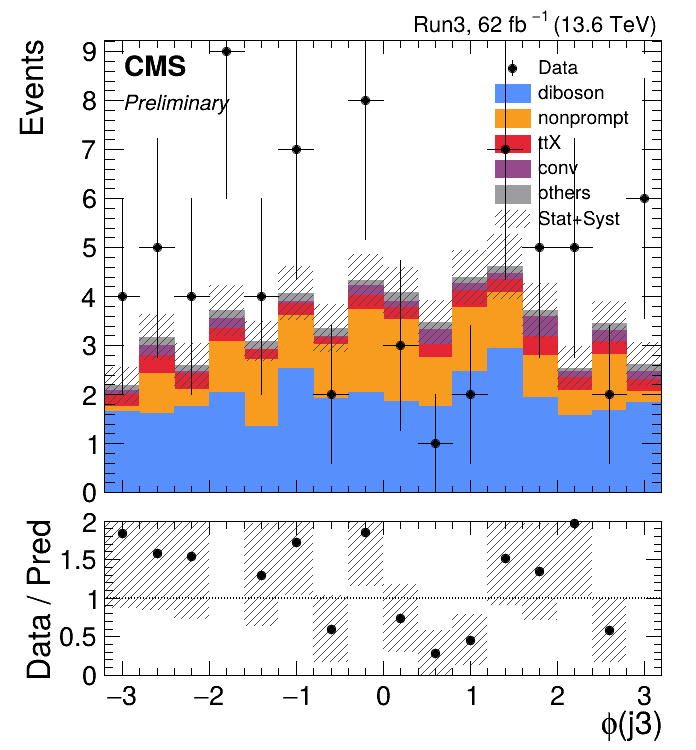 Run3, 62 fb⁻¹ (13.6 TeV)
CMS
Preliminary
Events
9
8
7
6
5
4
3
2
1
0
Data
diboson
nonprompt
ttX
conv
others
Stat+Syst
Data / Pred
2
1.5
1
0.5
0
−3 −2 −1 0 1 2 3
ϕ(j3)